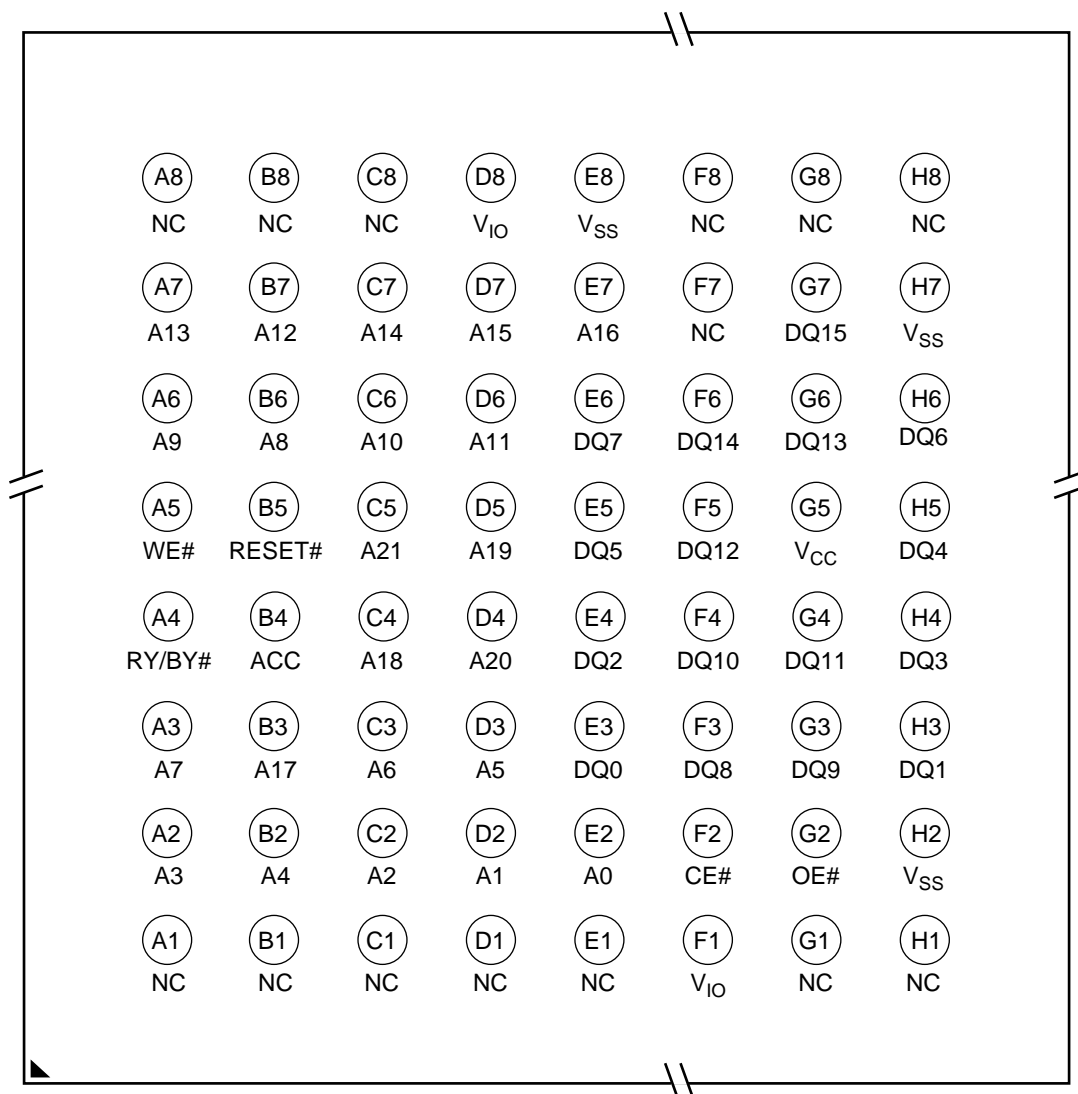 A8 B8 C8 D8 E8 F8 G8 H8
NC NC NC VIO VSS NC NC NC
A7 B7 C7 D7 E7 F7 G7 H7
A13 A12 A14 A15 A16 NC DQ15 VSS
A6 B6 C6 D6 E6 F6 G6 H6
A9 A8 A10 A11 DQ7 DQ14 DQ13 DQ6
A5 B5 C5 D5 E5 F5 G5 H5
WE# RESET# A21 A19 DQ5 DQ12 VCC DQ4
A4 B4 C4 D4 E4 F4 G4 H4
RY/BY# ACC A18 A20 DQ2 DQ10 DQ11 DQ3
A3 B3 C3 D3 E3 F3 G3 H3
A7 A17 A6 A5 DQ0 DQ8 DQ9 DQ1
A2 B2 C2 D2 E2 F2 G2 H2
A3 A4 A2 A1 A0 CE# OE# VSS
A1 B1 C1 D1 E1 F1 G1 H1
NC NC NC NC NC VIO NC NC